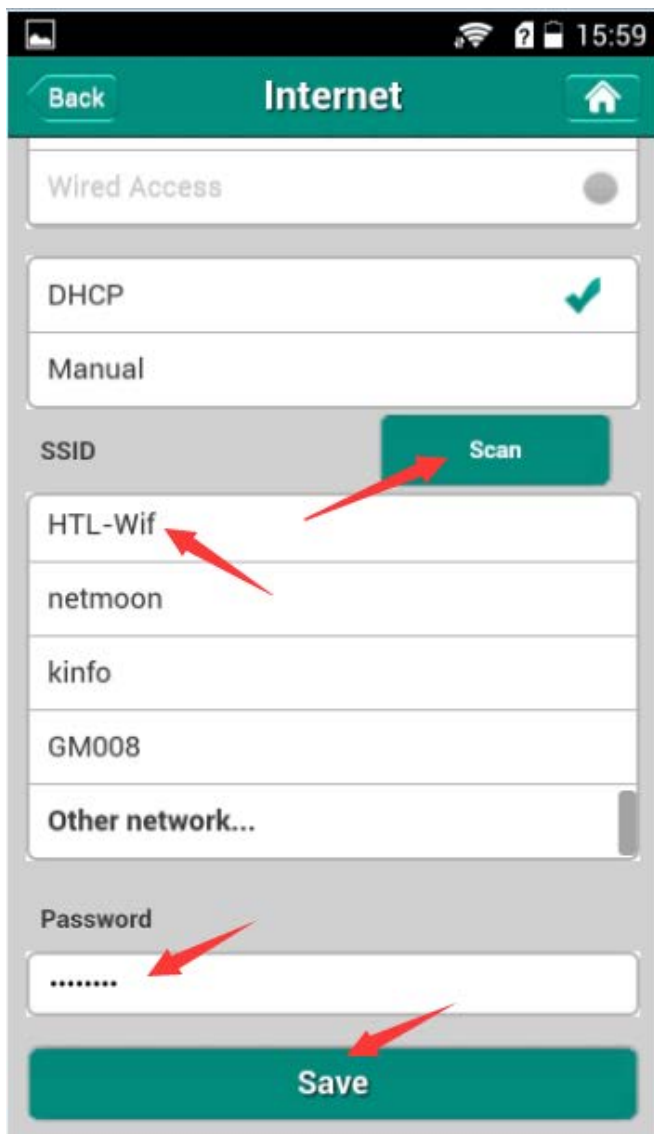 15:59
Back Internet
Wired Access
DHCP
Manual
SSID Scan
HTL-Wif
netmoon
kinfo
GM008
Other network...
Password
........
Save